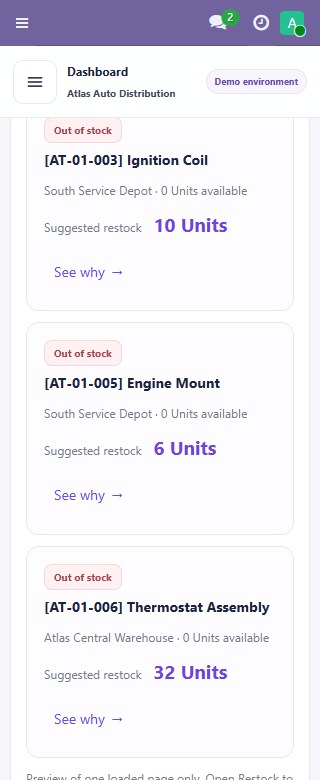 2
A
Dashboard
Atlas Auto Distribution
Demo environment
Out of stock
[AT-01-003] Ignition Coil
South Service Depot · 0 Units available
Suggested restock 10 Units
See why →
Out of stock
[AT-01-005] Engine Mount
South Service Depot · 0 Units available
Suggested restock 6 Units
See why →
Out of stock
[AT-01-006] Thermostat Assembly
Atlas Central Warehouse · 0 Units available
Suggested restock 32 Units
See why →
Preview of one loaded page only. Open Restock to